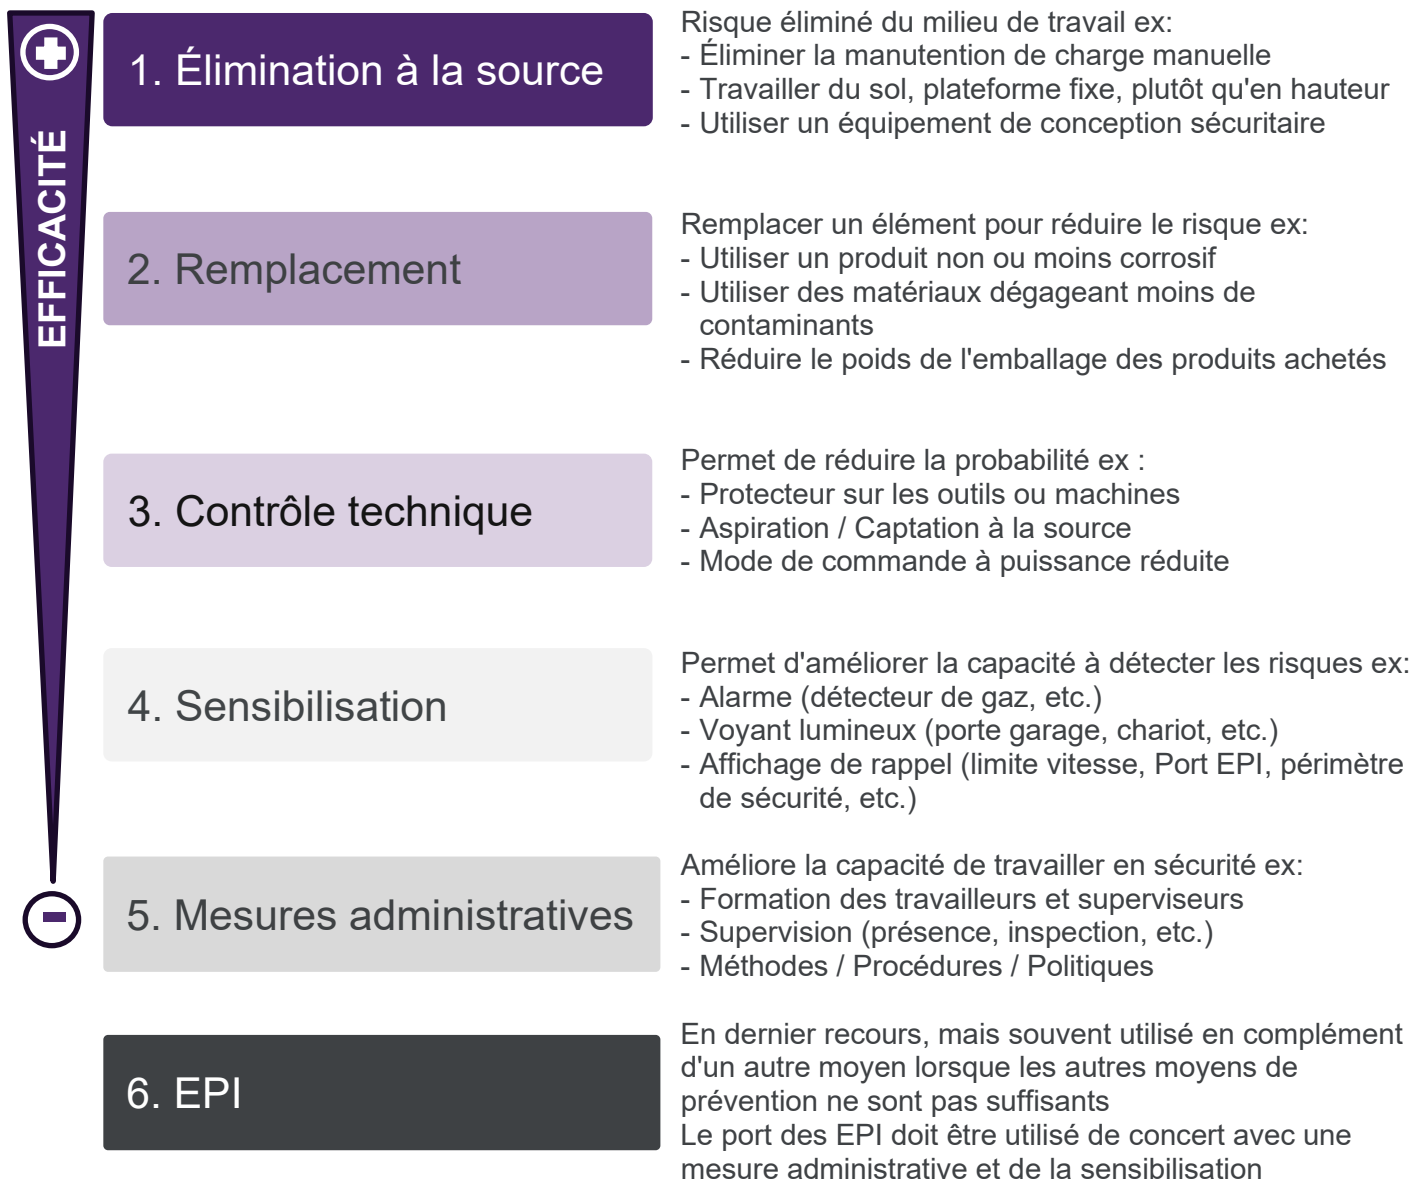 EFFICACITÉ
1. Élimination à la source
Risque éliminé du milieu de travail ex:
- Éliminer la manutention de charge manuelle
- Travailler du sol, plateforme fixe, plutôt qu'en hauteur
- Utiliser un équipement de conception sécuritaire
2. Remplacement
Remplacer un élément pour réduire le risque ex:
- Utiliser un produit non ou moins corrosif
- Utiliser des matériaux dégageant moins de
contaminants
- Réduire le poids de l'emballage des produits achetés
3. Contrôle technique
Permet de réduire la probabilité ex :
- Protecteur sur les outils ou machines
- Aspiration / Captation à la source
- Mode de commande à puissance réduite
4. Sensibilisation
Permet d'améliorer la capacité à détecter les risques ex:
- Alarme (détecteur de gaz, etc.)
- Voyant lumineux (porte garage, chariot, etc.)
- Affichage de rappel (limite vitesse, Port EPI, périmètre
de sécurité, etc.)
5. Mesures administratives
Améliore la capacité de travailler en sécurité ex:
- Formation des travailleurs et superviseurs
- Supervision (présence, inspection, etc.)
- Méthodes / Procédures / Politiques
6. EPI
En dernier recours, mais souvent utilisé en complément
d'un autre moyen lorsque les autres moyens de
prévention ne sont pas suffisants
Le port des EPI doit être utilisé de concert avec une
mesure administrative et de la sensibilisation